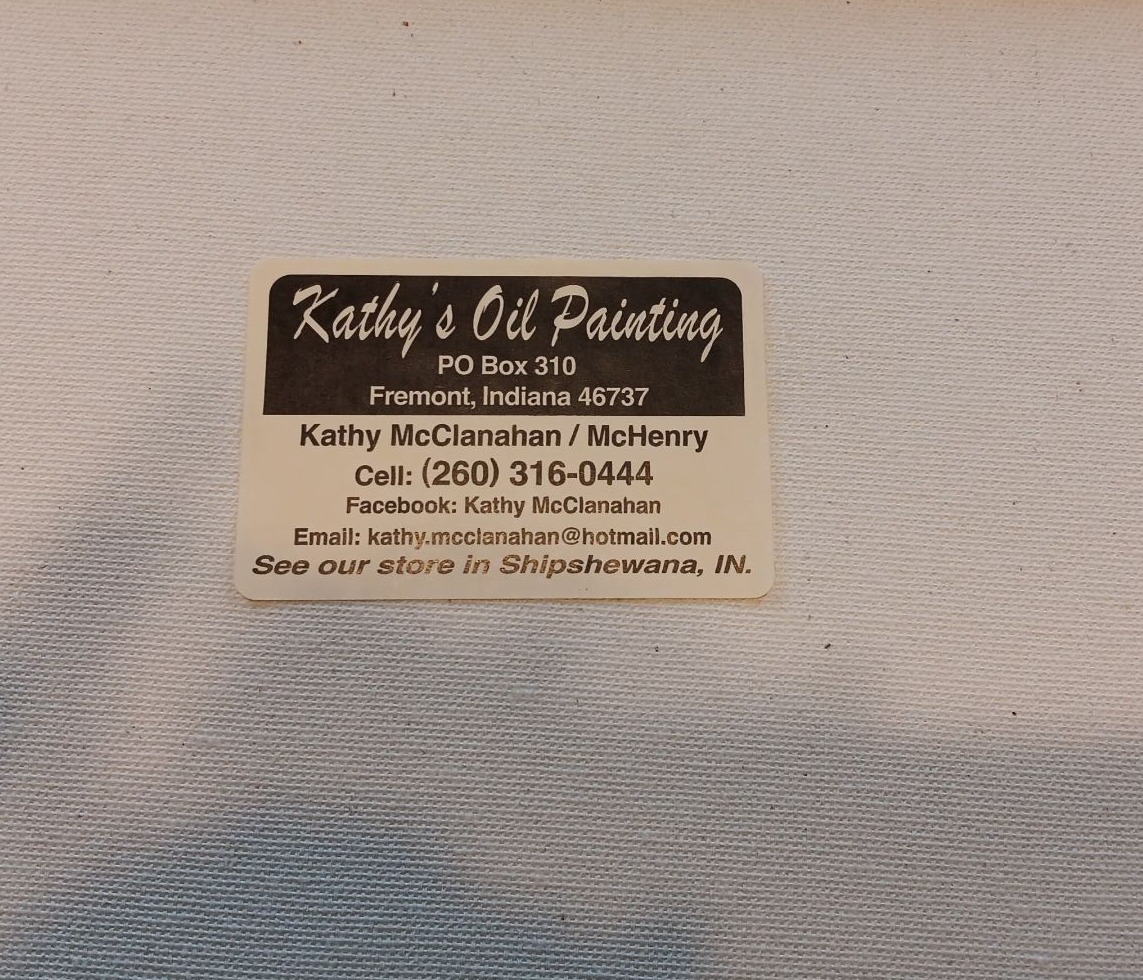 Kathy's Oil Painting
PO Box 310
Fremont, Indiana 46737
Kathy McClanahan / McHenry
Cell: (260) 316-0444
Facebook: Kathy McClanahan
Email: kathy.mcclanahan@hotmail.com
See our store in Shipshewana, IN.